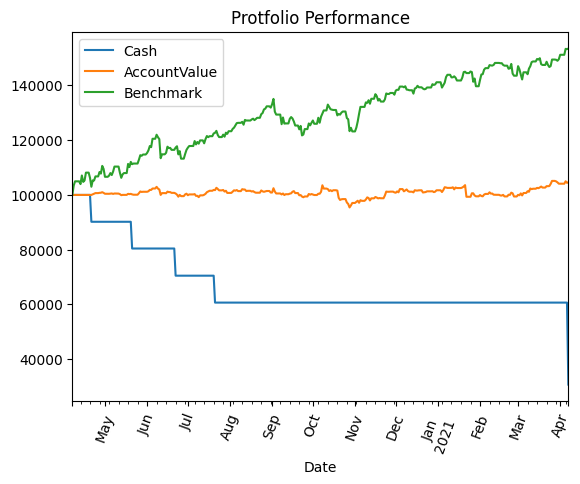 Protfolio Performance
Cash
AccountValue
Benchmark
140000
120000
100000
80000
60000
40000
May
Jun
Jul
Aug
Sep
Oct
Nov
Dec
Jan
2021
Feb
Mar
Apr
Date